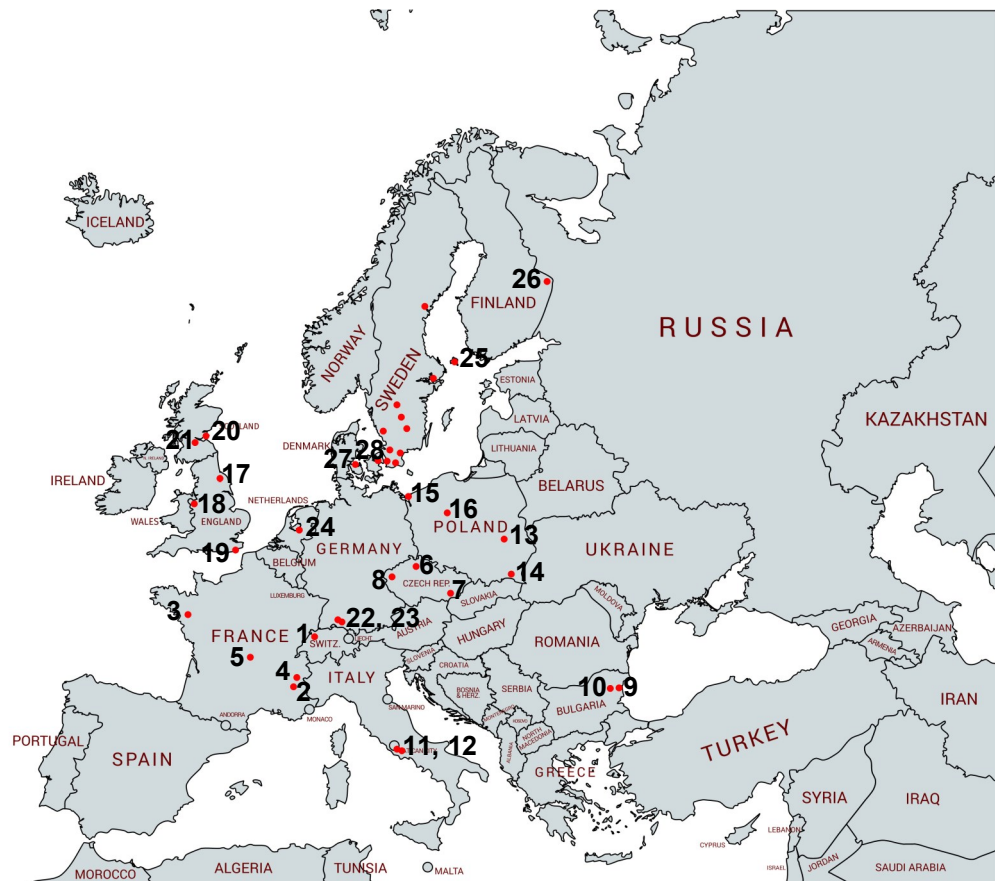 ICELAND
26
FINLAND
RUSSIA
NORWAY
SWEDEN
25
ESTONIA
LATVIA
LITHUANIA
KAZAKHSTAN
20
21
DENMARK
28
27
17
IRELAND
18
WALES
ENGLAND
NETHERLANDS
24
15
16
POLAND
13
BELARUS
19
GERMANY
BELGIUM
6
UKRAINE
8
CZECH REP.
14
7
LUXEMBURG
SLOVAKIA
MOLDOVA
3
22, 23
AUSTRIA
FRANCE
1
SWITZ.
HUNGARY
ROMANIA
GEORGIA
AZERBAIJAN
ARMENIA
5
4
2
ITALY
SLOVENIA
CROATIA
BOSNIA
& HERZ.
SERBIA
10
9
BULGARIA
SAN MARINO
MONACO
ANDORRA
MONTENEGRO
KOSOVO
NORTH
MACEDONIA
ALBANIA
PORTUGAL
SPAIN
11, 12
GREECE
TURKEY
IRAN
SYRIA
IRAQ
LEBANON
CYPRUS
ISRAEL
JORDAN
SAUDI ARABIA
MOROCCO
ALGERIA
TUNISIA
MALTA